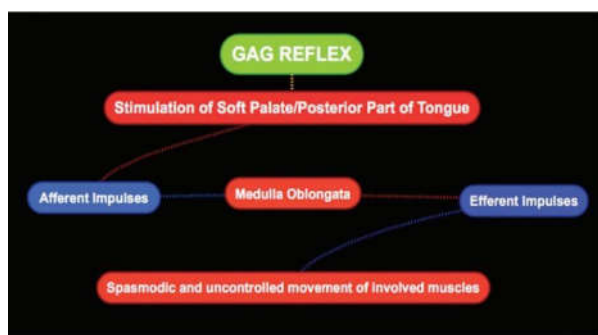 GAG REFLEX
Stimulation of Soft Palate/Posterior Part of Tongue
Afferent Impulses
Medulla Oblongata
Efferent Impulses
Spasmodic and uncontrolled movement of involved muscles